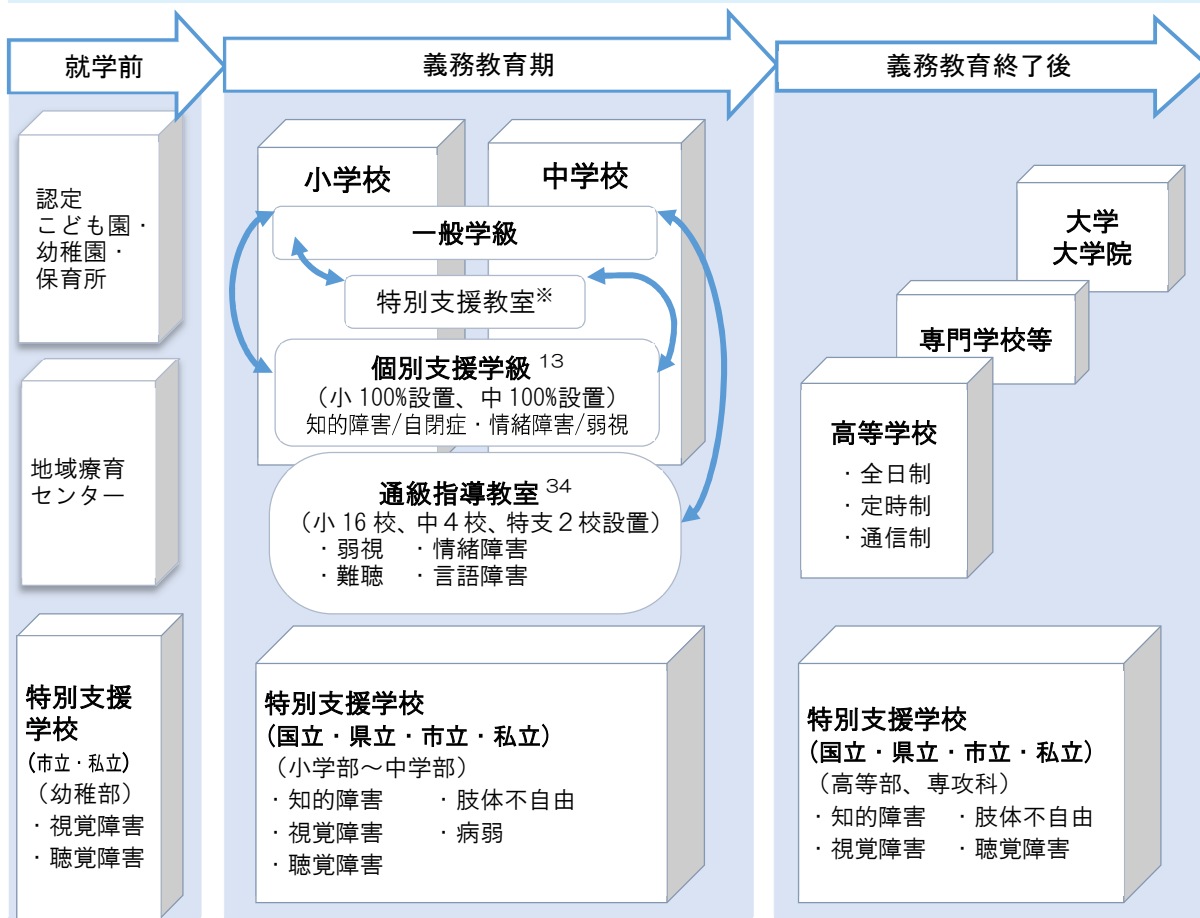 就学前
義務教育期
義務教育終了後
認定
こども園・
幼稚園・
保育所
地域療育
センター
特別支援
学校
(市立・私立)
（幼稚部）
・視覚障害
・聴覚障害
小学校
中学校
一般学級
特別支援教室※
個別支援学級 13
（小 100%設置、中 100%設置）
知的障害/自閉症・情緒障害/弱視
通級指導教室 34
（小 16 校、中４校、特支２校設置）
・弱視 ・情緒障害
・難聴 ・言語障害
特別支援学校
(国立・県立・市立・私立)
（小学部～中学部）
・知的障害 ・肢体不自由
・視覚障害 ・病弱
・聴覚障害
大学
大学院
専門学校等
高等学校
・全日制
・定時制
・通信制
特別支援学校
(国立・県立・市立・私立)
（高等部、専攻科）
・知的障害 ・肢体不自由
・視覚障害 ・聴覚障害